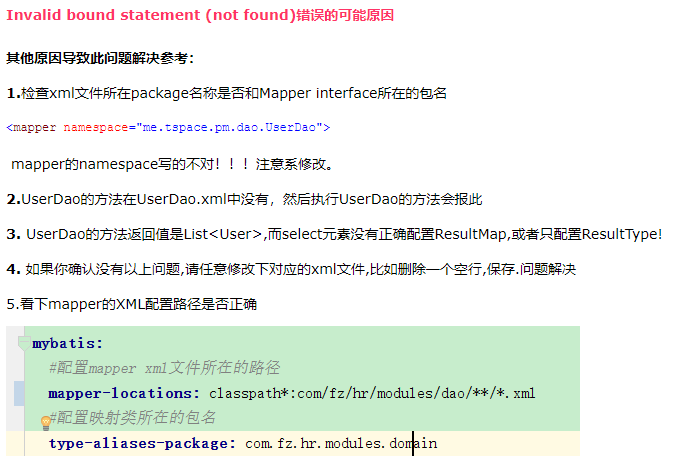 Invalid bound statement (not found)错误的可能原因
其他原因导致此问题解决参考：
1.检查xml文件所在package名称是否和Mapper interface所在的包名
<mapper namespace="me.tspace.pm.dao.UserDao">
mapper的namespace写的不对！！！注意系修改。
2.UserDao的方法在UserDao.xml中没有，然后执行UserDao的方法会报此
3. UserDao的方法返回值是List<User>,而select元素没有正确配置ResultMap,或者只配置ResultType!
4. 如果你确认没有以上问题,请任意修改下对应的xml文件,比如删除一个空行,保存.问题解决
5.看下mapper的XML配置路径是否正确
mybatis:
#配置mapper xml文件所在的路径
mapper-locations: classpath*:com/fz/hr/modules/dao/**/*.xml
#配置映射类所在的包名
type-aliases-package: com.fz.hr.modules.domain